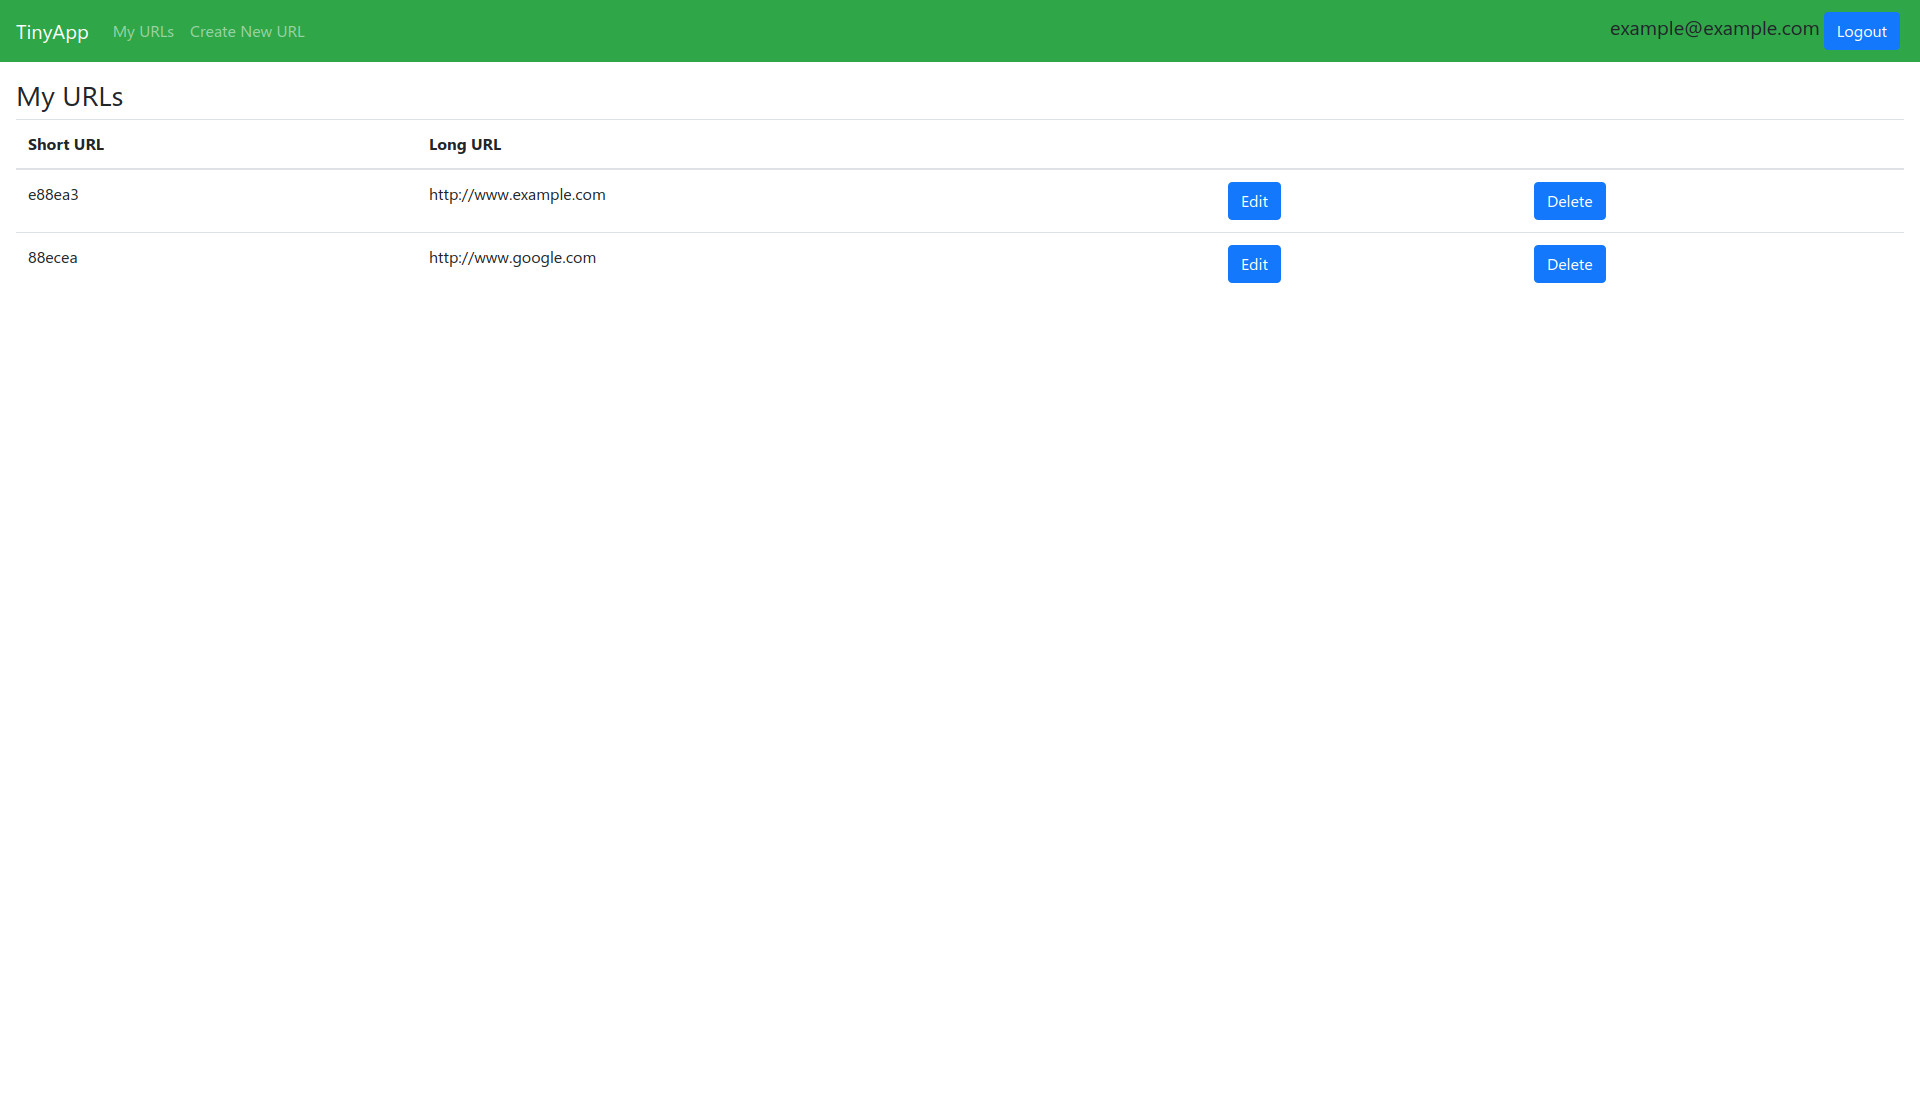 TinyApp My URLs Create New URL example@example.com Logout
My URLs
Short URL Long URL
e88ea3 http://www.example.com Edit Delete
88ecea http://www.google.com Edit Delete